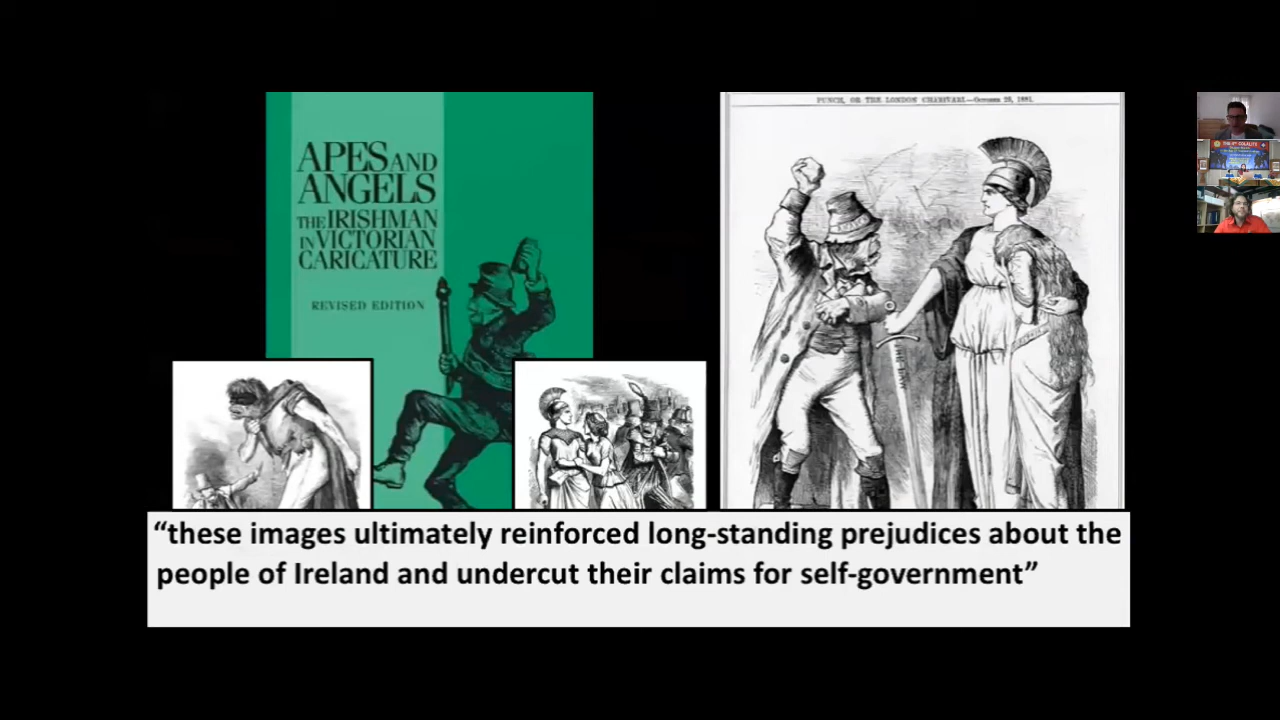 APES AND
ANGELS
THE IRISHMAN
IN VICTORIAN
CARICATURE
REVISED EDITION
PUNCH, OR THE LONDON CHARIVARI.—OCTOBER 29, 1881.
“these images ultimately reinforced long-standing prejudices about the
people of Ireland and undercut their claims for self-government”